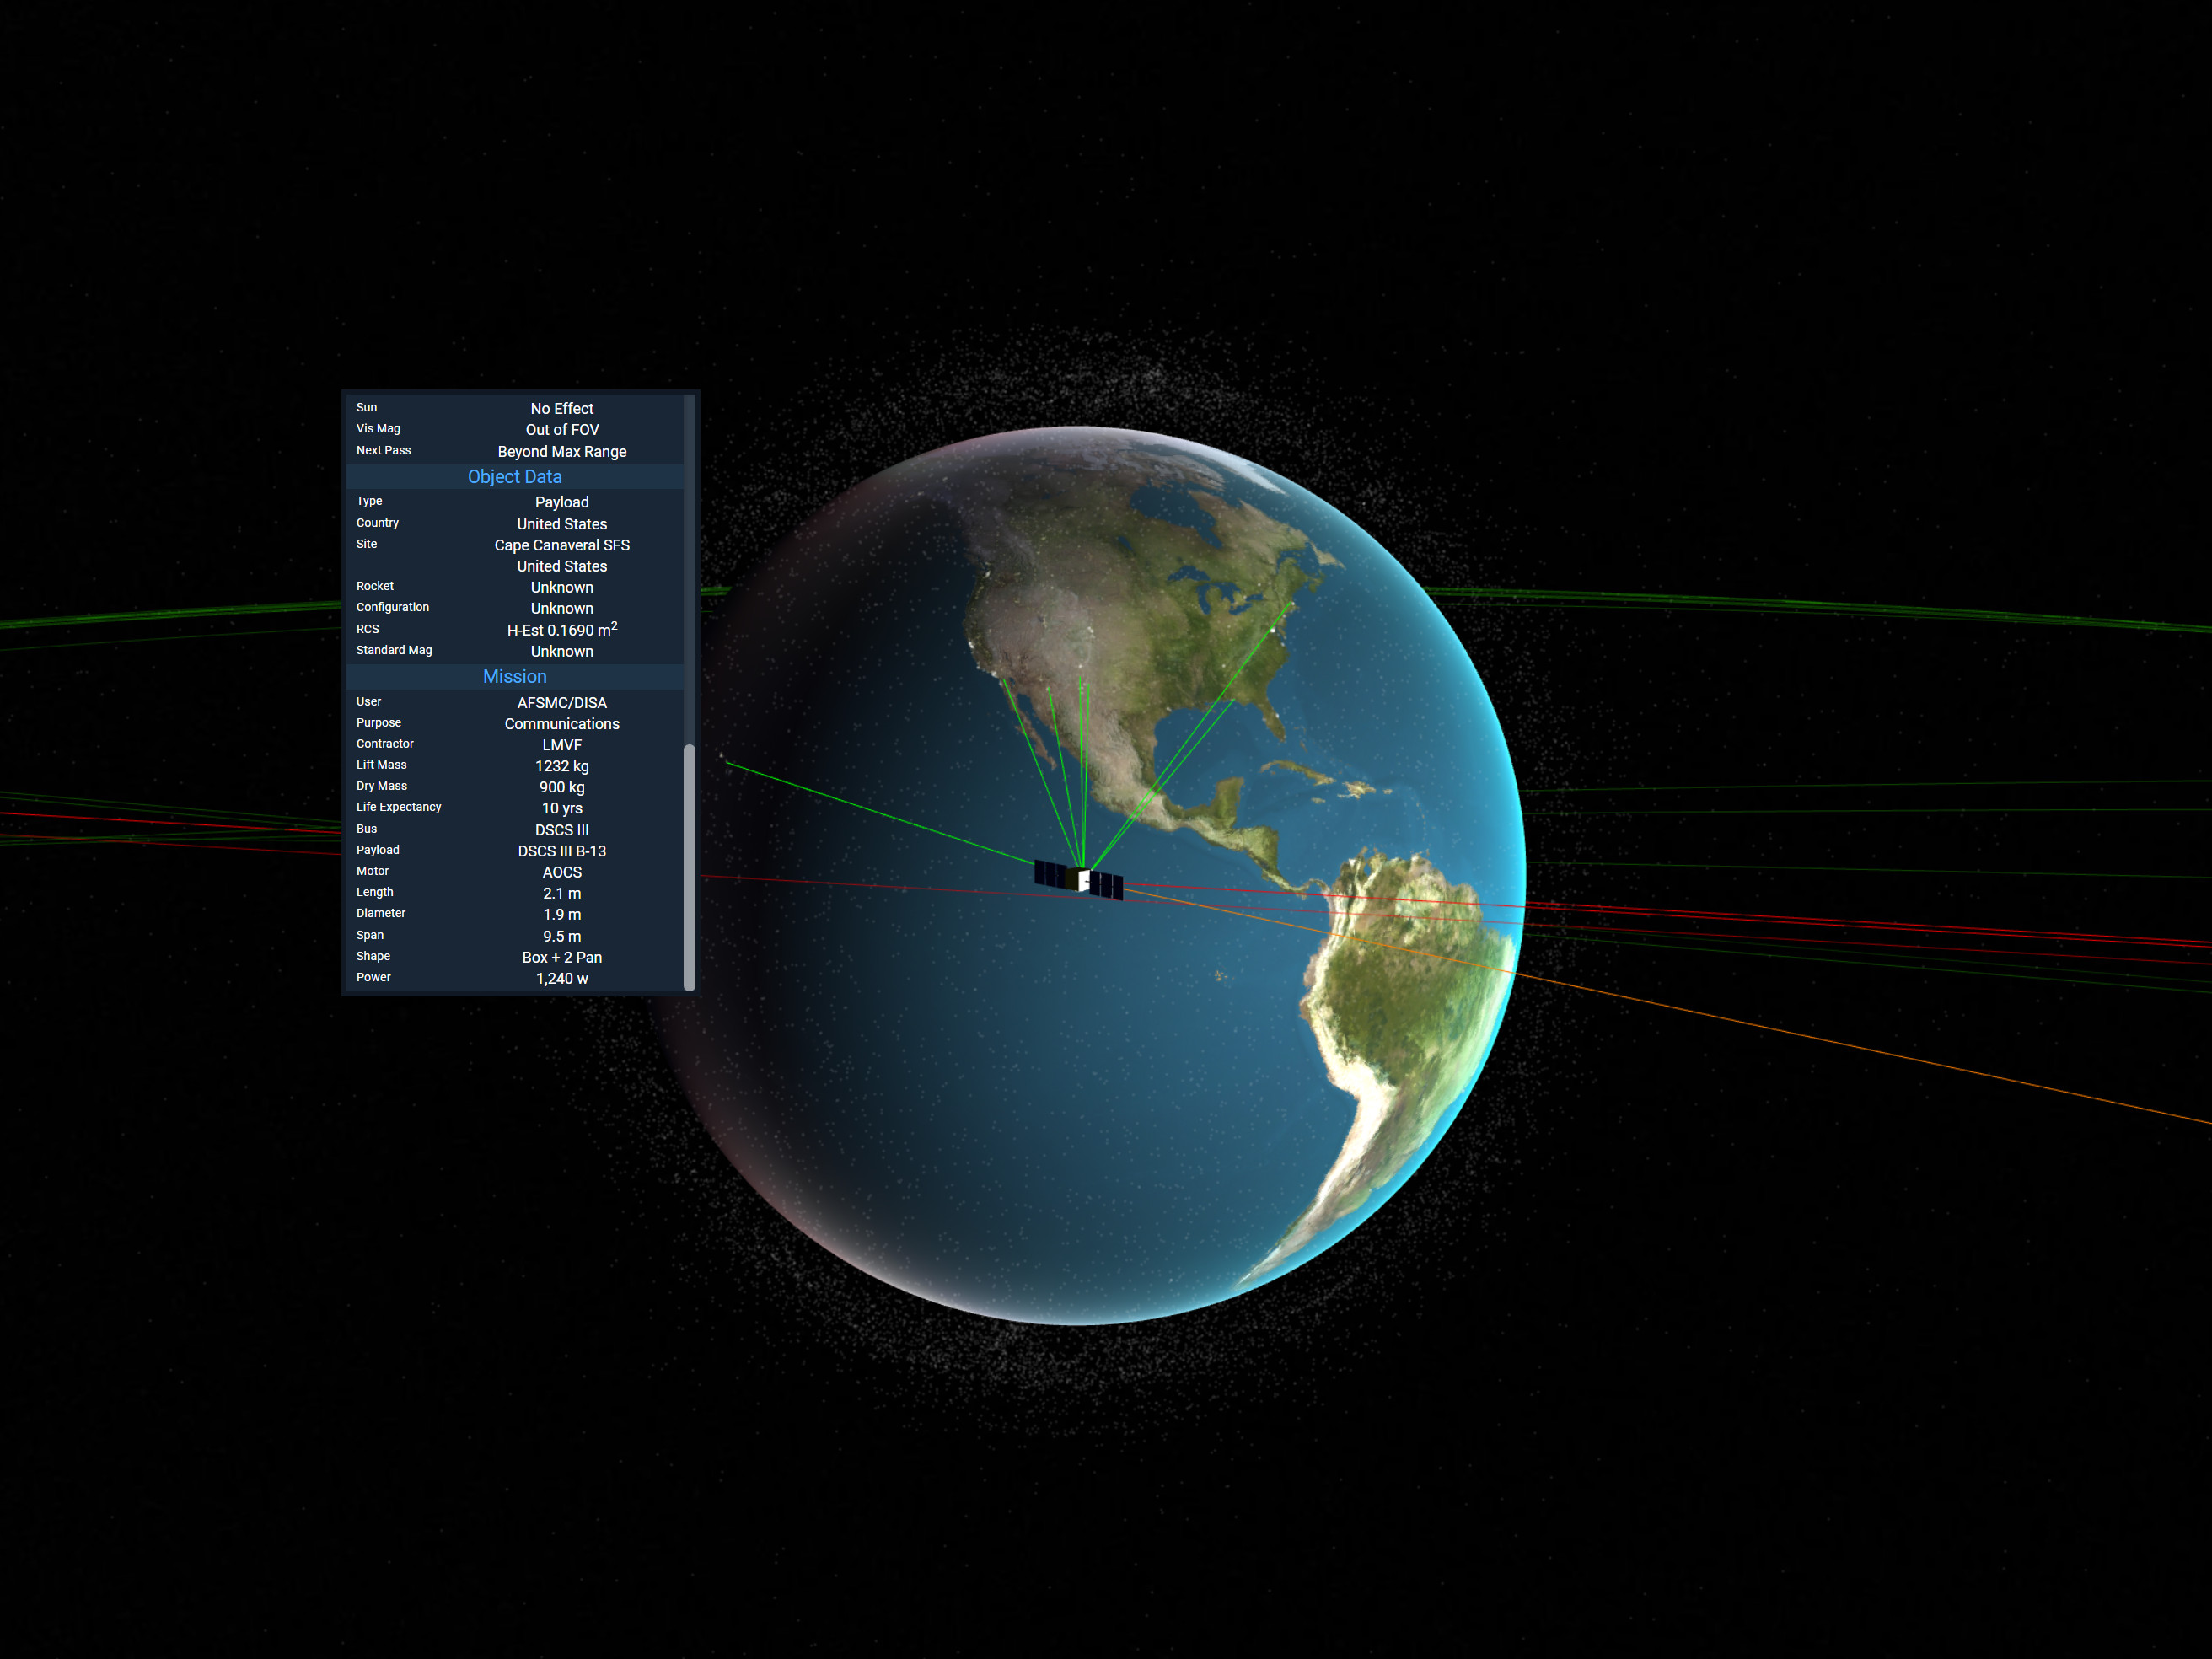 Sun No Effect
Vis Mag Out of FOV
Next Pass Beyond Max Range
Object Data
Type Payload
Country United States
Site Cape Canaveral SFS
United States
Rocket Unknown
Configuration Unknown
RCS H-Est 0.1690 m²
Standard Mag Unknown
Mission
User AFSMC/DISA
Purpose Communications
Contractor LMVF
Lift Mass 1232 kg
Dry Mass 900 kg
Life Expectancy 10 yrs
Bus DSCS III
Payload DSCS III B-13
Motor AOCS
Length 2.1 m
Diameter 1.9 m
Span 9.5 m
Shape Box + 2 Pan
Power 1,240 w